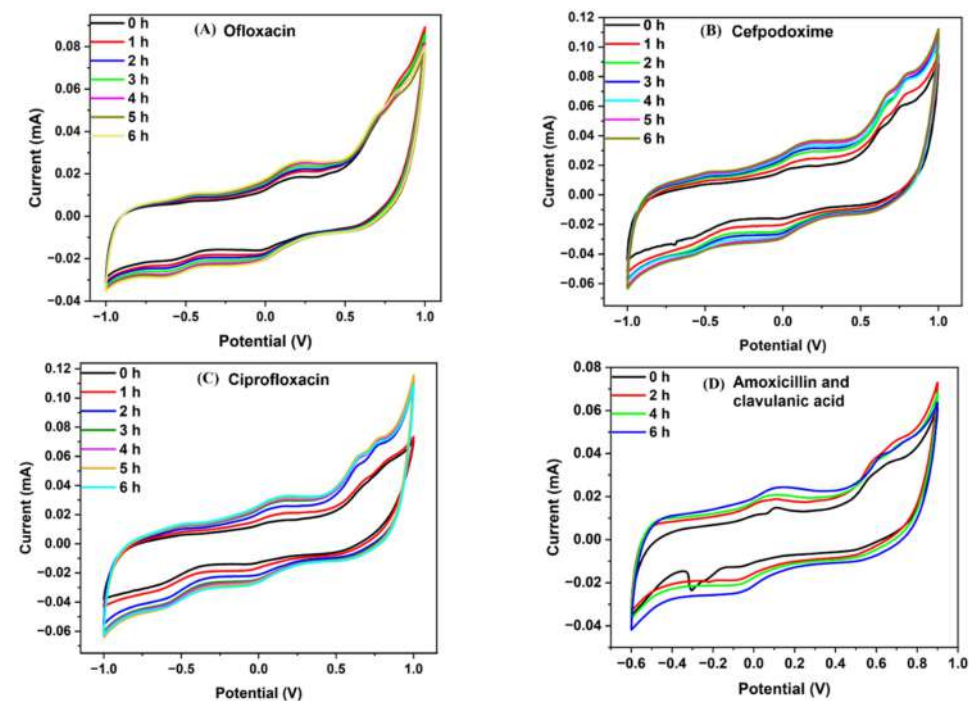 (A) Ofloxacin
0 h
1 h
2 h
3 h
4 h
5 h
6 h
0.08
0.06
0.04
0.02
0.00
−0.02
−0.04
Current (mA)
−1.0 −0.5 0.0 0.5 1.0
Potential (V)
(B) Cefpodoxime
0 h
1 h
2 h
3 h
4 h
5 h
6 h
0.12
0.10
0.08
0.06
0.04
0.02
0.00
−0.02
−0.04
−0.06
Current (mA)
−1.0 −0.5 0.0 0.5 1.0
Potential (V)
(C) Ciprofloxacin
0 h
1 h
2 h
3 h
4 h
5 h
6 h
0.12
0.10
0.08
0.06
0.04
0.02
0.00
−0.02
−0.04
−0.06
Current (mA)
−1.0 −0.5 0.0 0.5 1.0
Potential (V)
(D) Amoxicillin and
clavulanic acid
0 h
2 h
4 h
6 h
0.08
0.06
0.04
0.02
0.00
−0.02
−0.04
Current (mA)
−0.6 −0.4 −0.2 0.0 0.2 0.4 0.6 0.8 1.0
Potential (V)